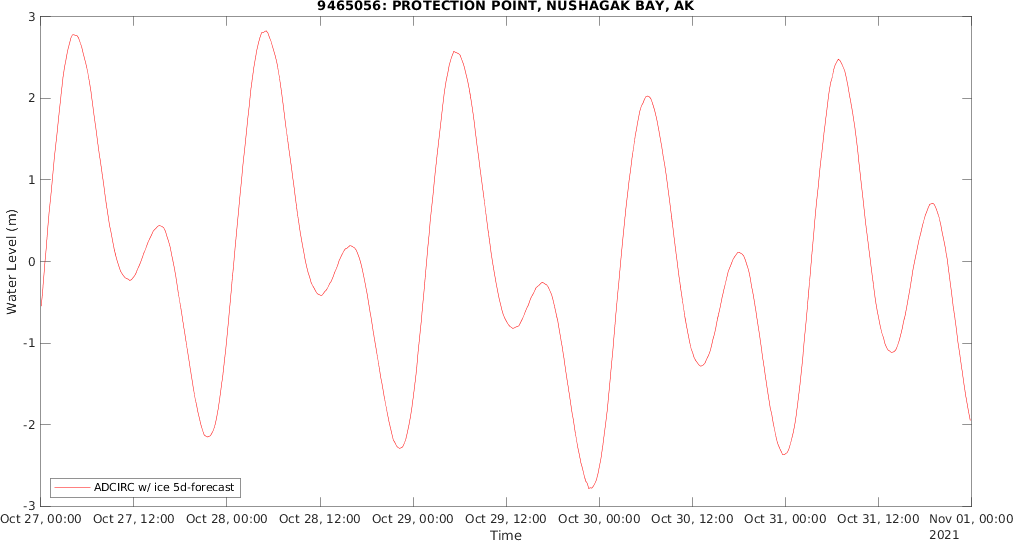 9465056: PROTECTION POINT, NUSHAGAK BAY, AK
3
2
1
0
-1
-2
-3
Water Level (m)
ADCIRC w/ ice 5d-forecast
Oct 27, 00:00 Oct 27, 12:00 Oct 28, 00:00 Oct 28, 12:00 Oct 29, 00:00 Oct 29, 12:00 Oct 30, 00:00 Oct 30, 12:00 Oct 31, 00:00 Oct 31, 12:00 Nov 01, 00:00
Time
2021